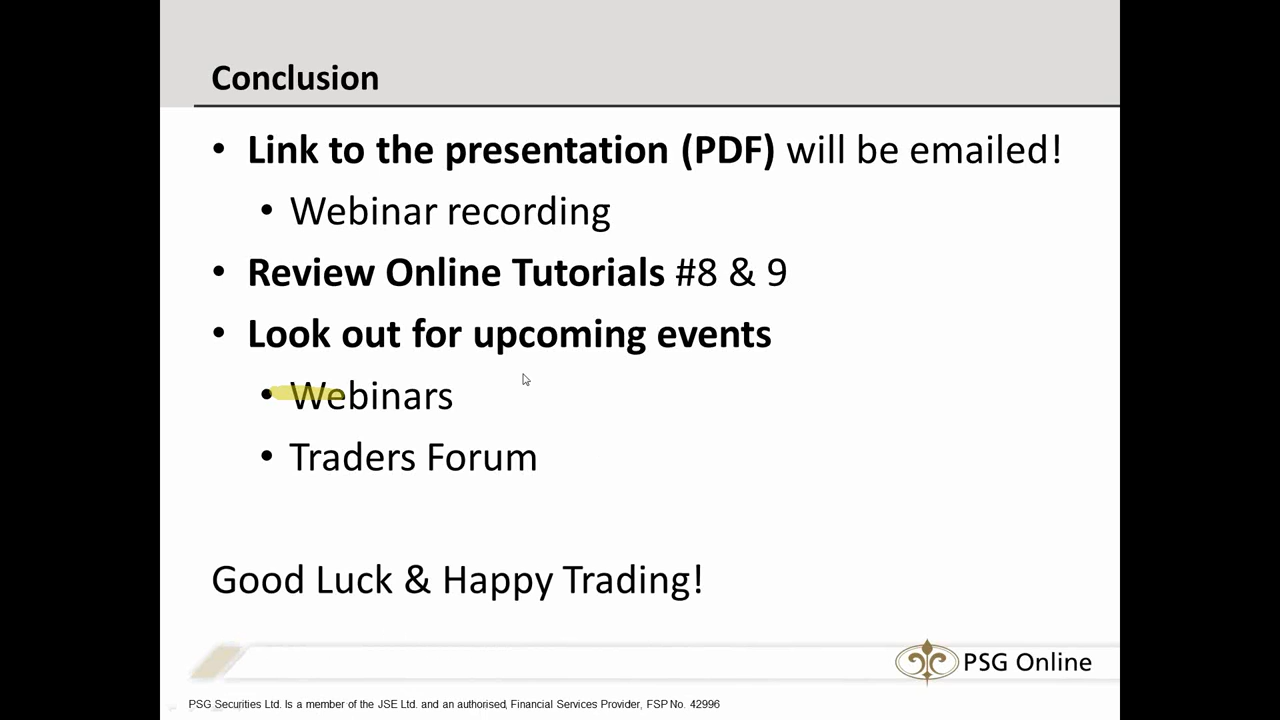 Conclusion
• Link to the presentation (PDF) will be emailed!
• Webinar recording
• Review Online Tutorials #8 & 9
• Look out for upcoming events
• Webinars
• Traders Forum
Good Luck & Happy Trading!
PSG Online
PSG Securities Ltd. Is a member of the JSE Ltd. and an authorised, Financial Services Provider, FSP No. 42996